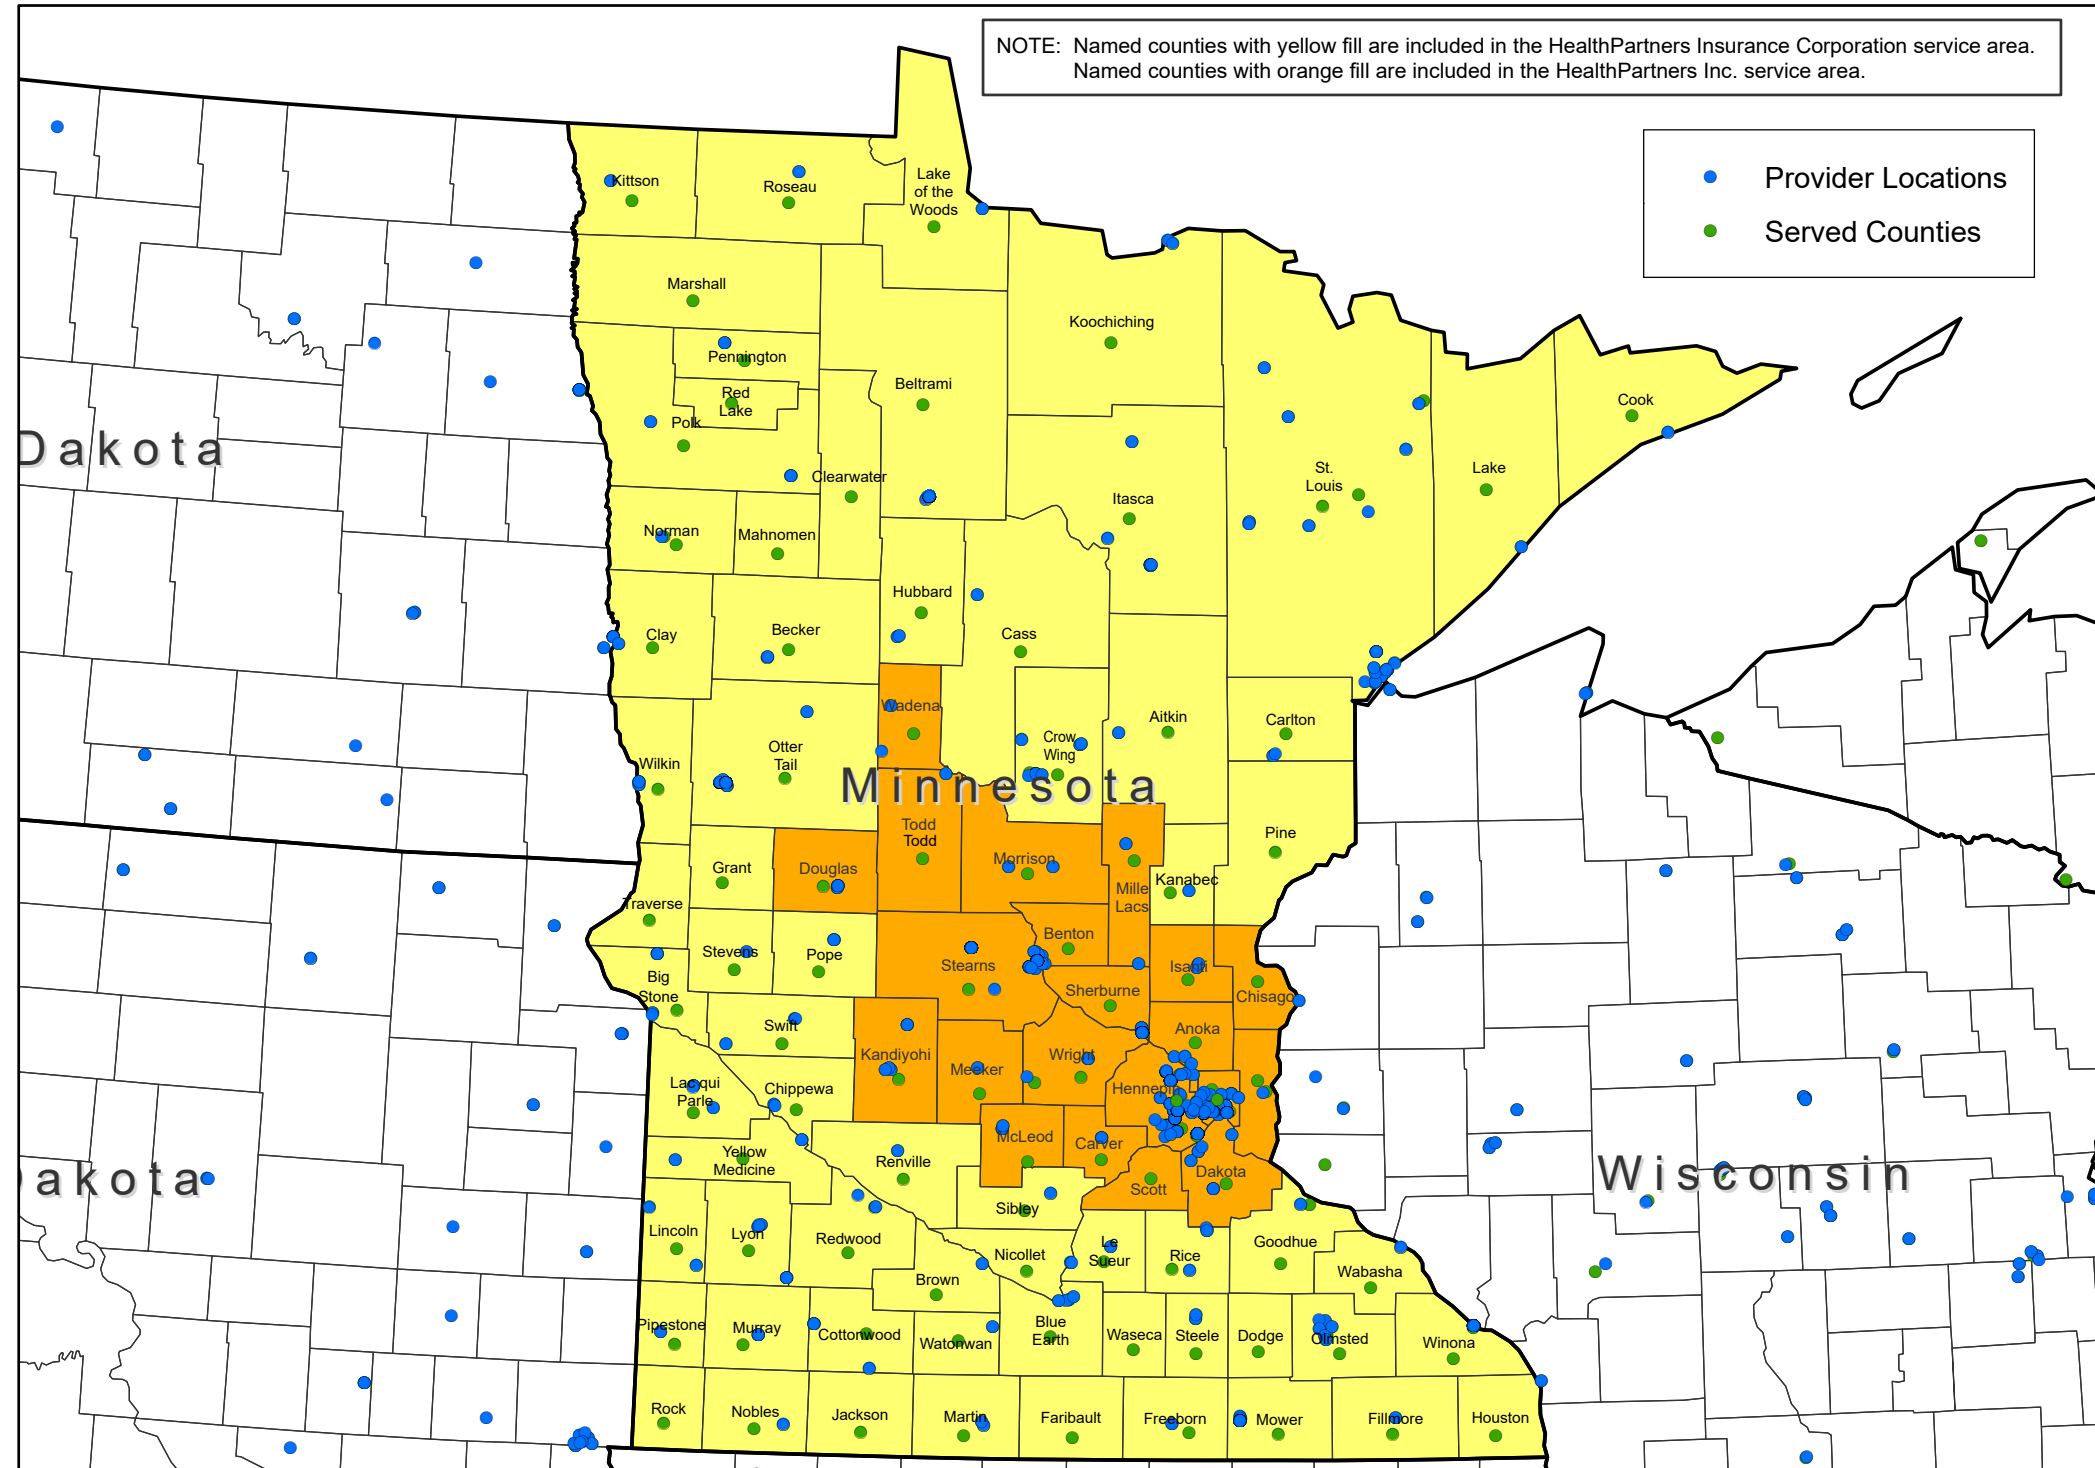 NOTE: Named counties with yellow fill are included in the HealthPartners Insurance Corporation service area.
Named counties with orange fill are included in the HealthPartners Inc. service area.
Provider Locations
Served Counties
Kittson
Roseau
Lake
of the
Woods
Marshall
Koochiching
Pennington
Red
Lake
Beltrami
Polk
Cook
Dakota
Clearwater
St.
Louis
Lake
Itasca
Norman
Mahnomen
Hubbard
Clay
Becker
Cass
Wadena
Aitkin
Carlton
Crow
Wing
Otter
Tail
Wilkin
Minnesota
Todd
Todd
Pine
Grant
Douglas
Morrison
Mille
Lacs
Kanabec
Traverse
Benton
Stevens
Pope
Stearns
Isanti
Big
Stone
Sherburne
Chisago
Swift
Anoka
Kandiyohi
Wright
Meeker
Lac qui
Parle
Chippewa
Hennepin
McLeod
Carver
Yellow
Medicine
Renville
Dakota
Wisconsin
Dakota
Scott
Sibley
Lincoln
Lyon
Redwood
Le
Sueur
Nicollet
Rice
Goodhue
Brown
Wabasha
Pipestone
Murray
Cottonwood
Watonwan
Blue
Earth
Waseca
Steele
Dodge
Olmsted
Winona
Rock
Nobles
Jackson
Martin
Faribault
Freeborn
Mower
Fillmore
Houston